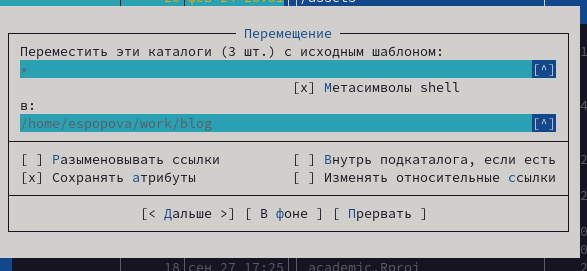 /assets
Перемещение
Переместить эти каталоги (3 шт.) с исходным шаблоном:
* [^]
[x] Метасимволы shell
в:
/home/espopova/work/blog [^]
[ ] Разыменовывать ссылки [ ] Внутрь подкаталога, если есть
[x] Сохранять атрибуты [ ] Изменять относительные ссылки
[< Дальше >] [ В фоне ] [ Прервать ]
18 сен 27 17:25 academic.Rproj